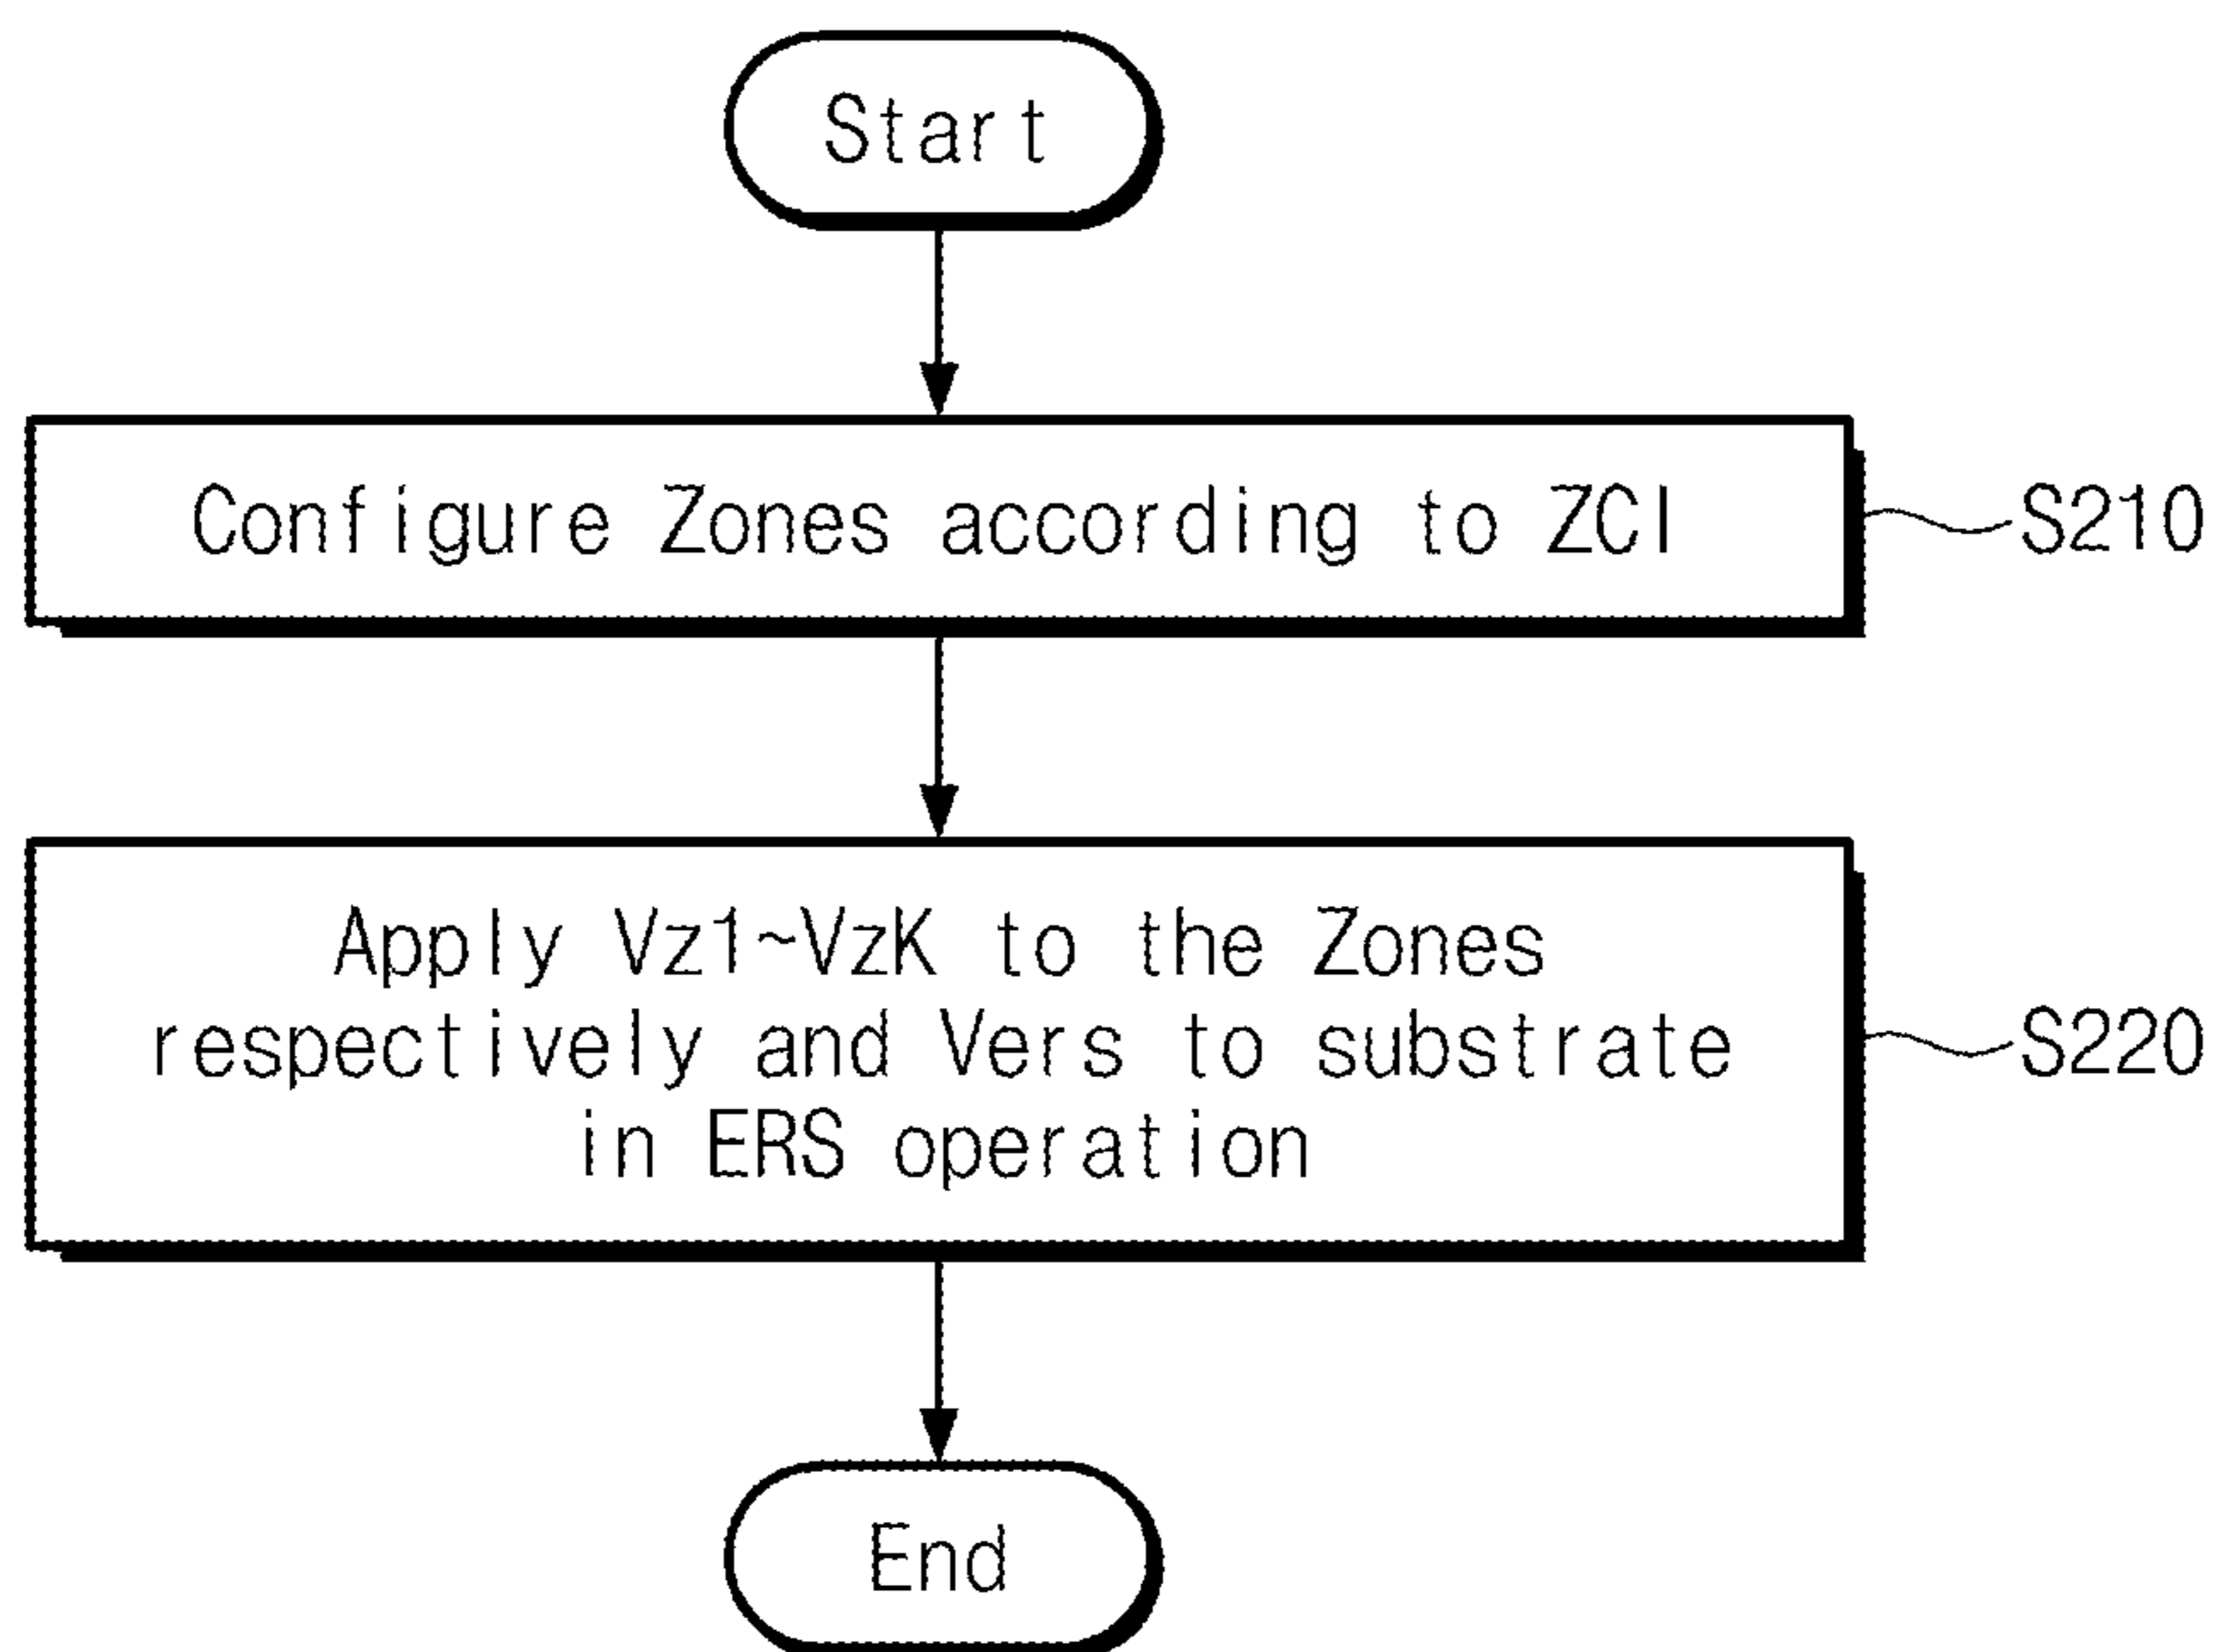 Start
Configure Zones according to ZCI
S210
Apply Vz1~VzK to the Zones
respectively and Vers to substrate
in ERS operation
S220
End